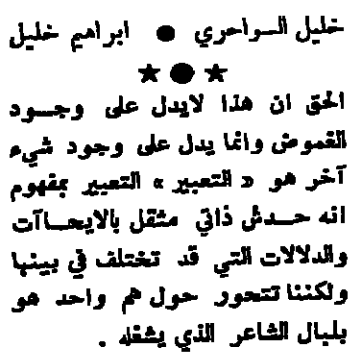 خليل السواحري ● ابراهيم خليل
★ ● ★
الحق ان هذا لايدل على وجود
الغموض وانما يدل على وجود شيء
آخر هو « التعبير » التعبير بمفهوم
انه حدش ذاتي مثقل بالايحاآت
والدلالات التي قد تختلف في بينها
ولكننا تتحور حول هم واحد هو
بلبال الشاعر الذي يشغله .